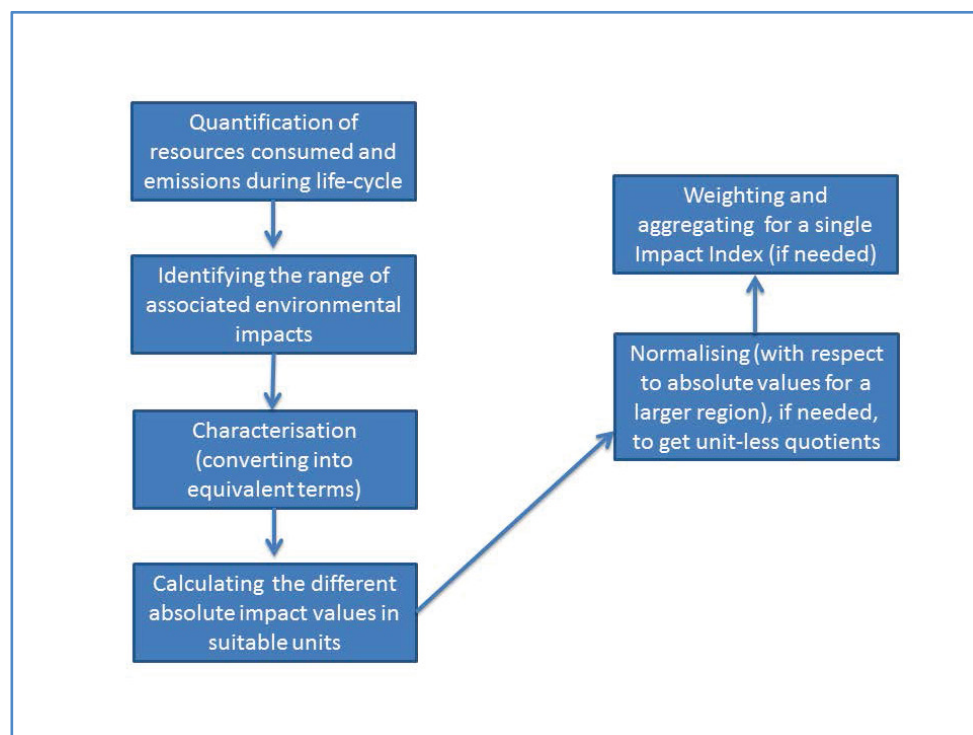 Quantification of
resources consumed and
emissions during life-cycle
Identifying the range of
associated environmental
impacts
Characterisation
(converting into
equivalent terms)
Calculating the different
absolute impact values in
suitable units
Normalising (with respect
to absolute values for a
larger region), if needed,
to get unit-less quotients
Weighting and
aggregating for a single
Impact Index (if needed)